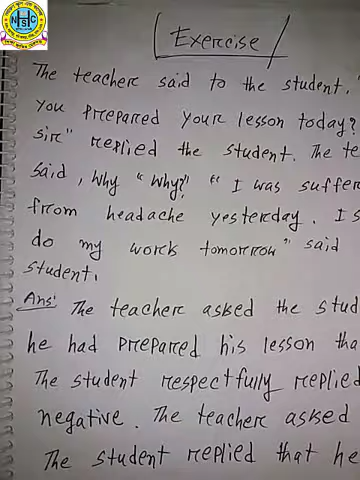 NSC
Exercise
The teacher said to the student,
you prepared your lesson today?
sir" replied the student. The te
said, Why "Why?" "I was suffer
from headache yesterday. I s
do my work tomorrow" said
student.
Ans: The teacher asked the stud
he had prepared his lesson tha
The student respectfully replied
negative. The teacher asked
The student replied that he